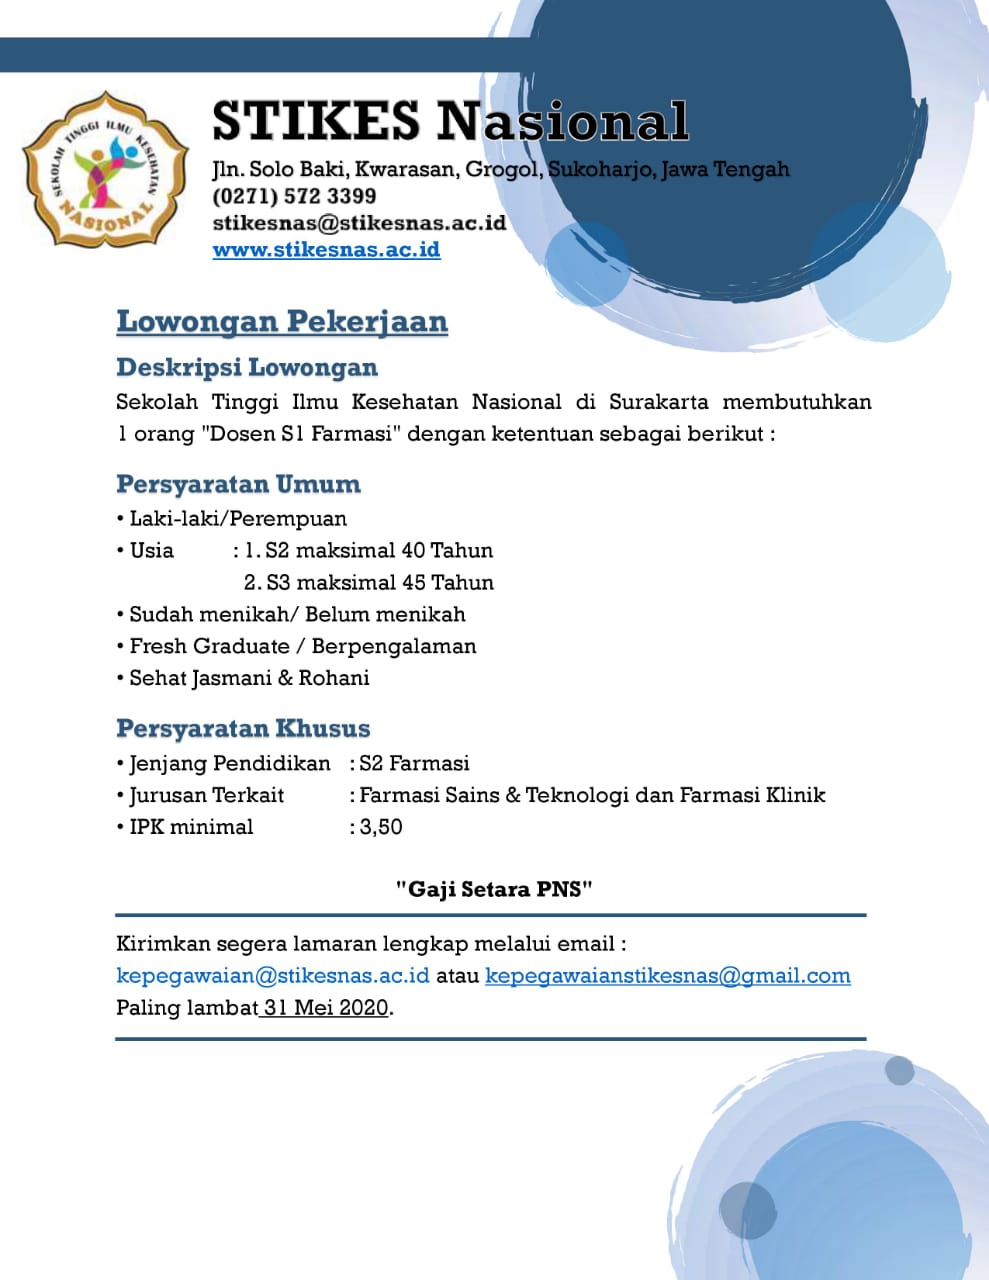 SEKOLAH TINGGI ILMU KESEHATAN
NASIONAL
STIKES Nasional
Jln. Solo Baki, Kwarasan, Grogol, Sukoharjo, Jawa Tengah
(0271) 572 3399
stikesnas@stikesnas.ac.id
www.stikesnas.ac.id
Lowongan Pekerjaan
Deskripsi Lowongan
Sekolah Tinggi Ilmu Kesehatan Nasional di Surakarta membutuhkan
1 orang "Dosen S1 Farmasi" dengan ketentuan sebagai berikut :
Persyaratan Umum
• Laki-laki/Perempuan
• Usia : 1. S2 maksimal 40 Tahun
2. S3 maksimal 45 Tahun
• Sudah menikah/ Belum menikah
• Fresh Graduate / Berpengalaman
• Sehat Jasmani & Rohani
Persyaratan Khusus
• Jenjang Pendidikan : S2 Farmasi
• Jurusan Terkait : Farmasi Sains & Teknologi dan Farmasi Klinik
• IPK minimal : 3,50
"Gaji Setara PNS"
Kirimkan segera lamaran lengkap melalui email :
kepegawaian@stikesnas.ac.id atau kepegawaianstikesnas@gmail.com
Paling lambat 31 Mei 2020.